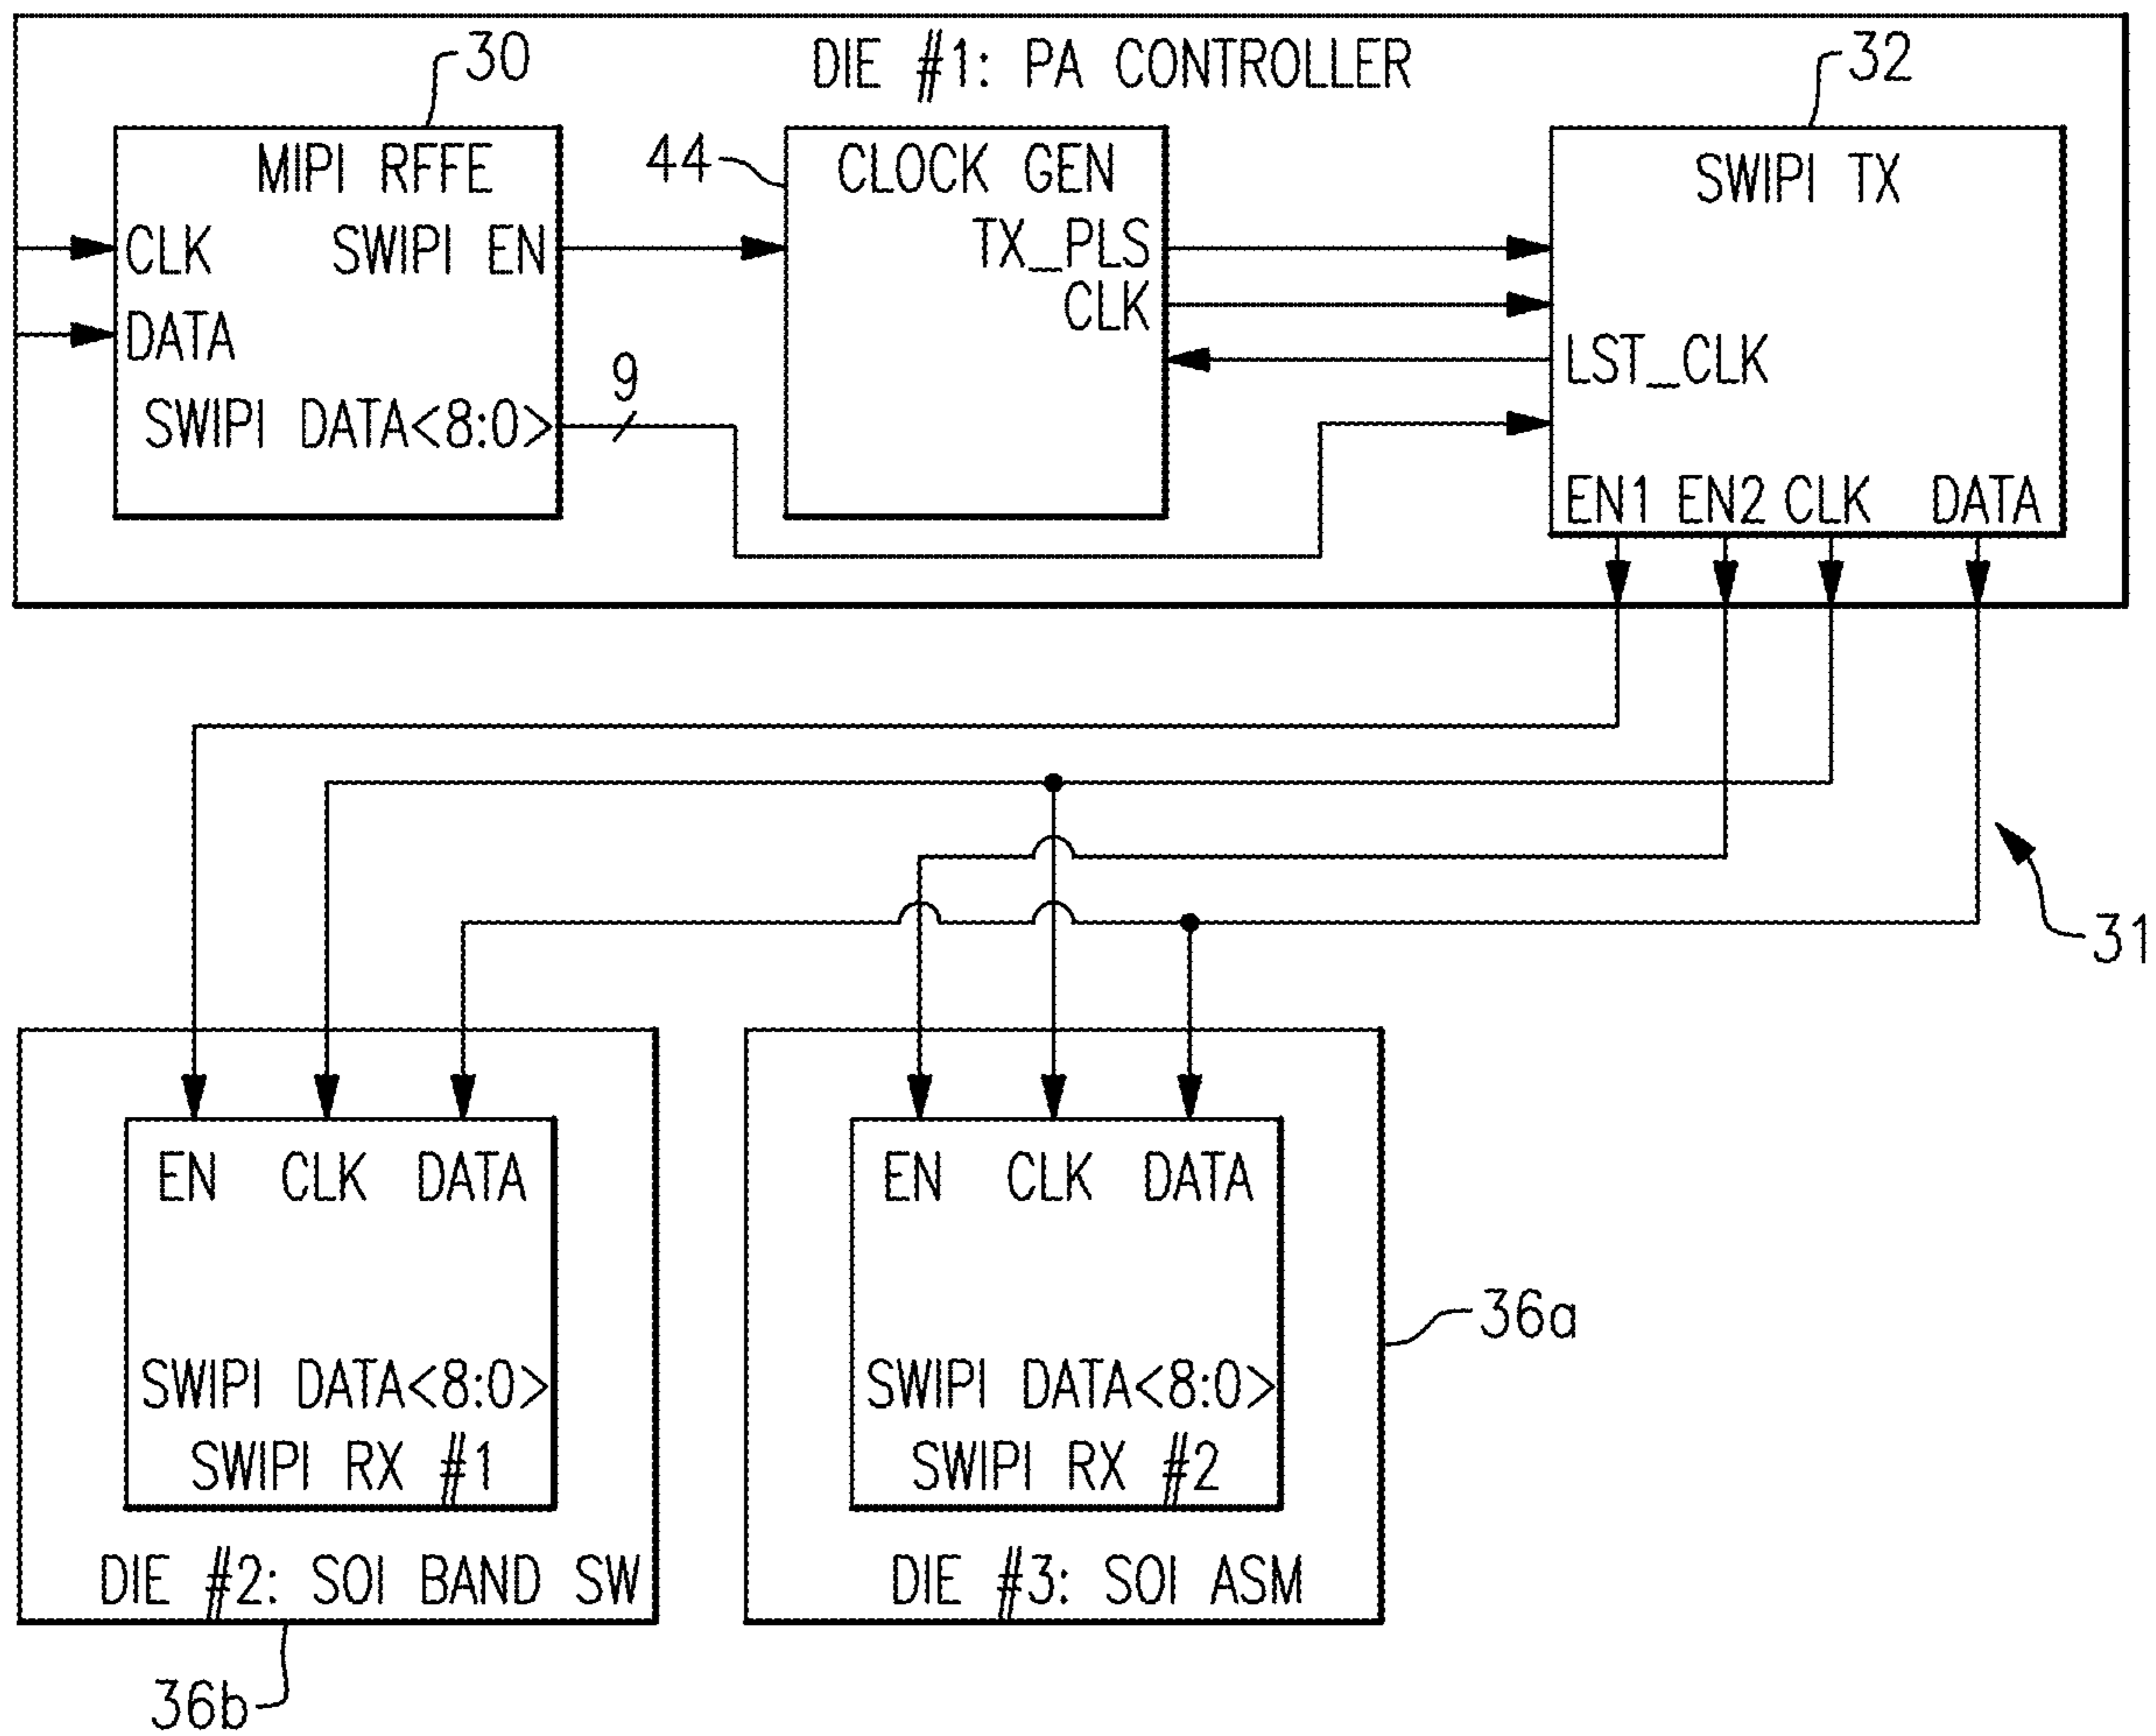 30
DIE #1: PA CONTROLLER
32
MIPI RFFE
44
CLOCK GEN
SWIPI TX
CLK
SWIPI EN
TX_PLS
CLK
DATA
LST_CLK
9
SWIPI DATA<8:0>
EN1 EN2 CLK DATA
31
EN CLK DATA
EN CLK DATA
36a
SWIPI DATA<8:0>
SWIPI DATA<8:0>
SWIPI RX #1
SWIPI RX #2
DIE #2: SOI BAND SW
DIE #3: SOI ASM
36b